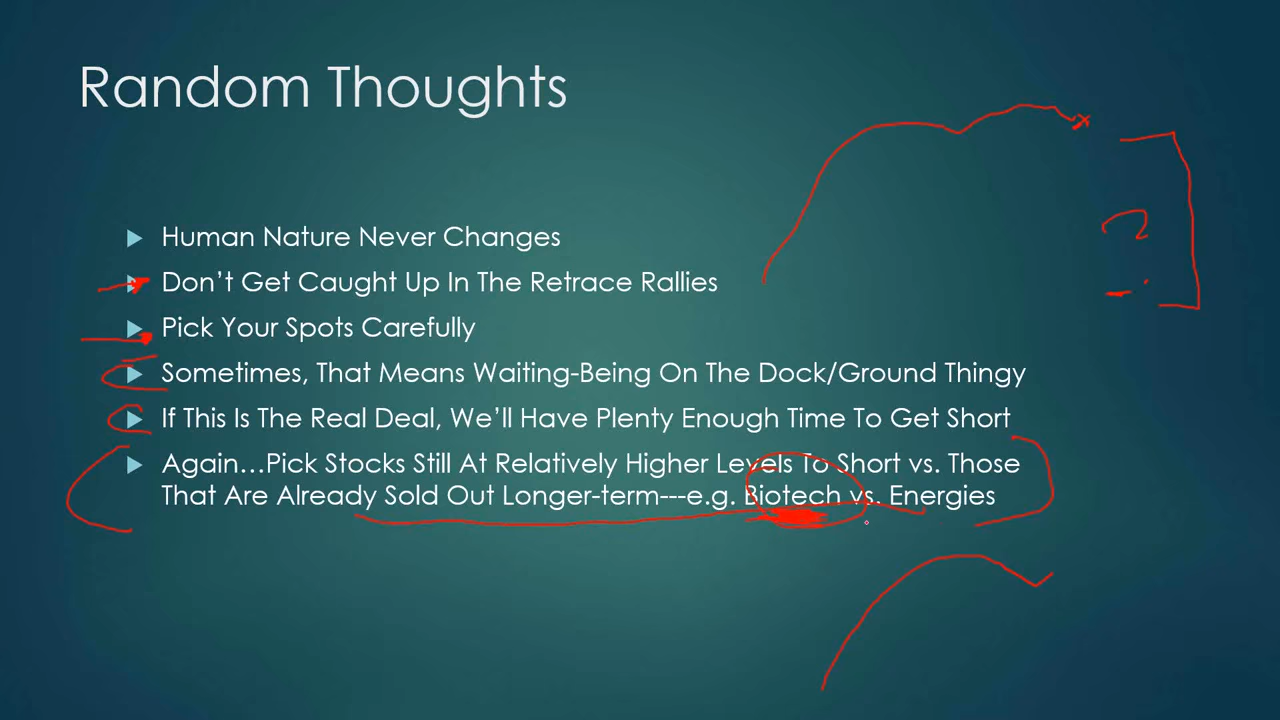 Random Thoughts
Human Nature Never Changes
Don't Get Caught Up In The Retrace Rallies
Pick Your Spots Carefully
Sometimes, That Means Waiting-Being On The Dock/Ground Thingy
If This Is The Real Deal, We'll Have Plenty Enough Time To Get Short
Again…Pick Stocks Still At Relatively Higher Levels To Short vs. Those
That Are Already Sold Out Longer-term---e.g. Biotech vs. Energies
?